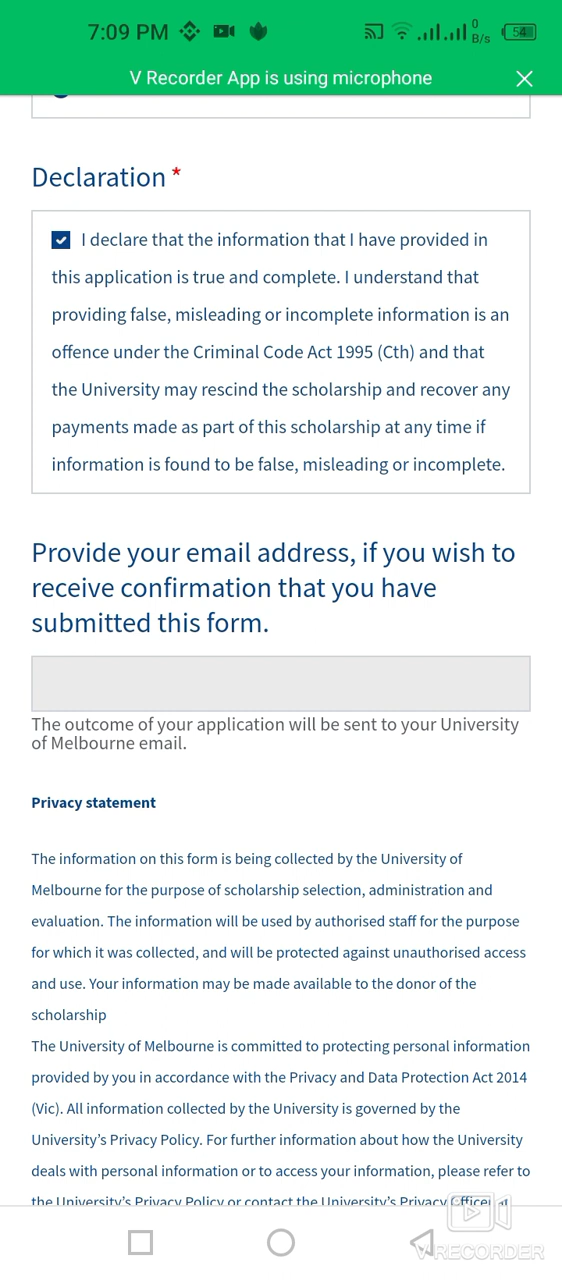 7:09 PM
0
B/s
54
V Recorder App is using microphone
Declaration *
I declare that the information that I have provided in
this application is true and complete. I understand that
providing false, misleading or incomplete information is an
offence under the Criminal Code Act 1995 (Cth) and that
the University may rescind the scholarship and recover any
payments made as part of this scholarship at any time if
information is found to be false, misleading or incomplete.
Provide your email address, if you wish to
receive confirmation that you have
submitted this form.
The outcome of your application will be sent to your University
of Melbourne email.
Privacy statement
The information on this form is being collected by the University of
Melbourne for the purpose of scholarship selection, administration and
evaluation. The information will be used by authorised staff for the purpose
for which it was collected, and will be protected against unauthorised access
and use. Your information may be made available to the donor of the
scholarship
The University of Melbourne is committed to protecting personal information
provided by you in accordance with the Privacy and Data Protection Act 2014
(Vic). All information collected by the University is governed by the
University's Privacy Policy. For further information about how the University
deals with personal information or to access your information, please refer to
the University's Privacy Policy or contact the University's Privacy
V RECORDER